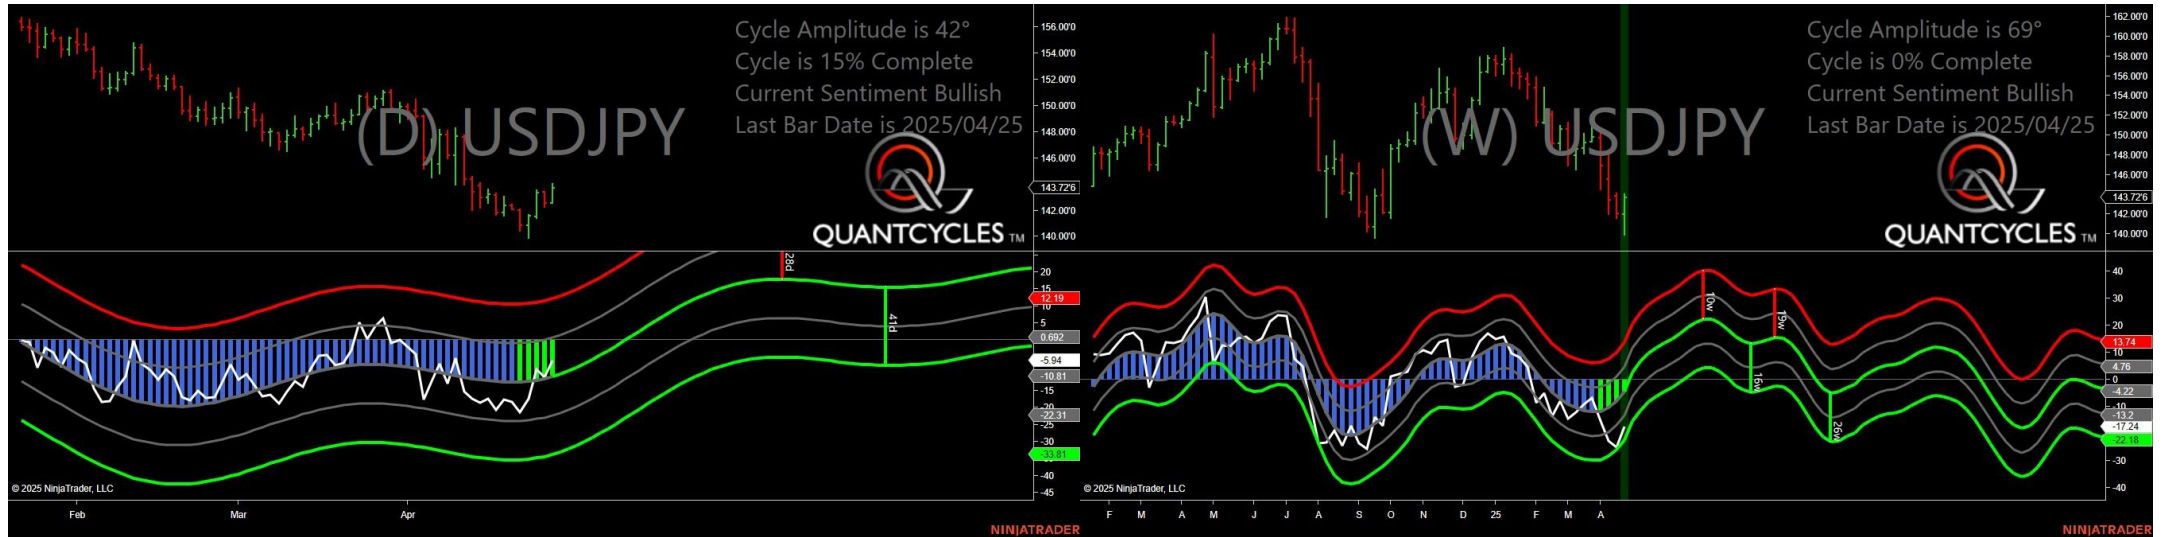 Cycle Amplitude is 42°
Cycle is 15% Complete
Current Sentiment Bullish
Last Bar Date is 2025/04/25
(D) USDJPY
QUANTCYCLES TM
156.00'0
154.00'0
152.00'0
150.00'0
148.00'0
146.00'0
143.72'6
142.00'0
140.00'0
28d
41d
20
15
12.19
10
5
0.692
-5.94
-10.81
-15
-20
-22.31
-25
-30
-33.81
-40
-45
© 2025 NinjaTrader, LLC
Feb
Mar
Apr
NINJATRADER
Cycle Amplitude is 69°
Cycle is 0% Complete
Current Sentiment Bullish
Last Bar Date is 2025/04/25
(W) USDJPY
QUANTCYCLES TM
162.00'0
160.00'0
158.00'0
156.00'0
154.00'0
152.00'0
150.00'0
148.00'0
146.00'0
143.72'6
142.00'0
140.00'0
10w
19w
16w
26w
40
30
20
13.74
10
4.76
0
-4.22
-10
-13.2
-17.24
-22.18
-30
-40
© 2025 NinjaTrader, LLC
F M A M J J A S O N D 25 F M A
NINJATRADER